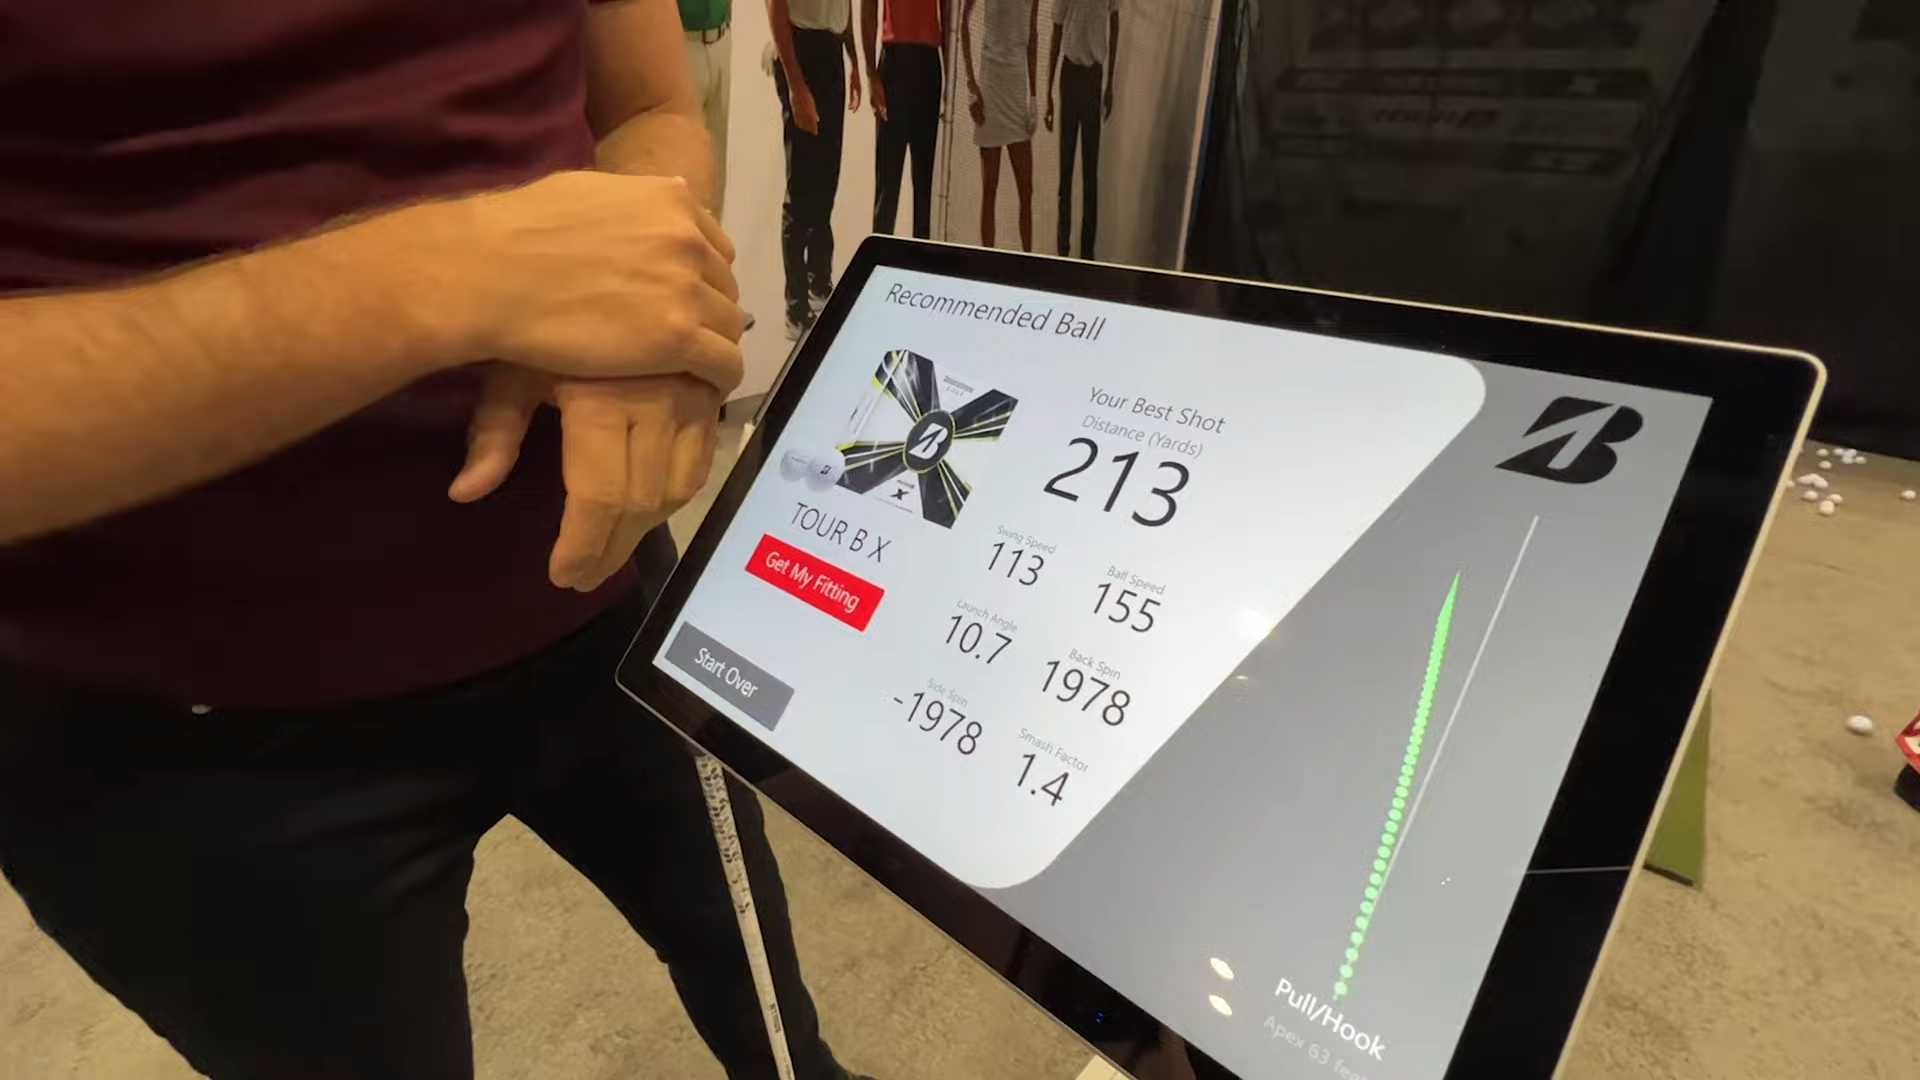 Recommended Ball
TOUR B X
Get My Fitting
Start Over
Your Best Shot
Distance (Yards)
213
Swing Speed
113
Ball Speed
155
Launch Angle
10.7
Back Spin
1978
Side Spin
-1978
Smash Factor
1.4
B
Pull/Hook
Apex 63